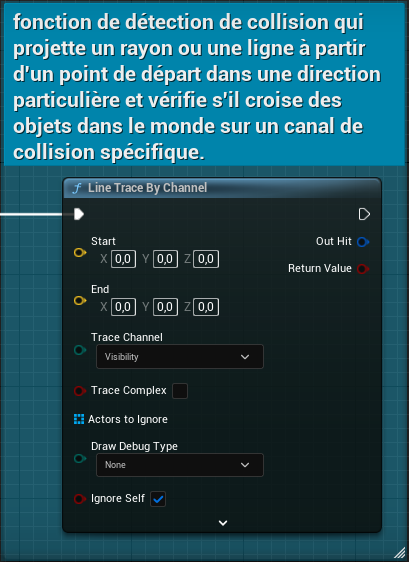 fonction de détection de collision qui
projette un rayon ou une ligne à partir
d'un point de départ dans une direction
particulière et vérifie s'il croise des
objets dans le monde sur un canal de
collision spécifique.
f Line Trace By Channel
Start
X 0,0 Y 0,0 Z 0,0
Out Hit
Return Value
End
X 0,0 Y 0,0 Z 0,0
Trace Channel
Visibility
Trace Complex
Actors to Ignore
Draw Debug Type
None
Ignore Self